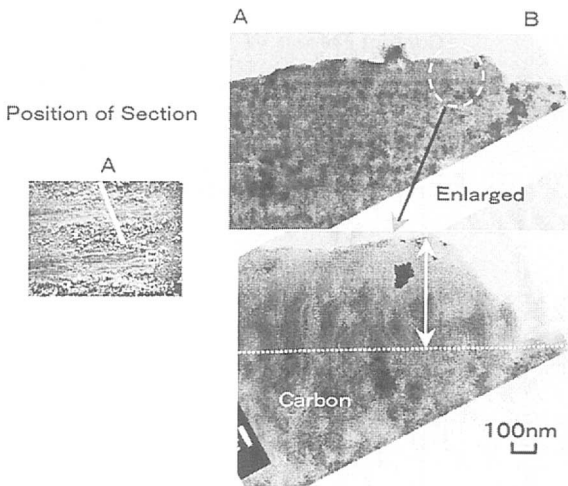 A
B
Position of Section
A
Enlarged
Carbon
100nm